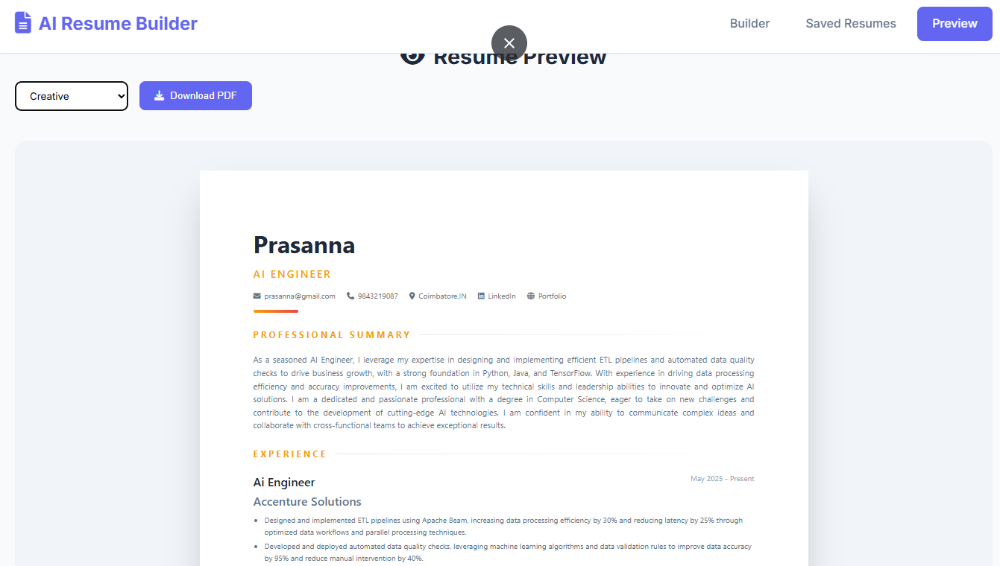 AI Resume Builder
Builder
Saved Resumes
Preview
Resume Preview
Creative
Download PDF
Prasanna
AI ENGINEER
prasanna@gmail.com
9843219087
Coimbatore,IN
LinkedIn
Portfolio
PROFESSIONAL SUMMARY
As a seasoned AI Engineer, I leverage my expertise in designing and implementing efficient ETL pipelines and automated data quality
checks to drive business growth, with a strong foundation in Python, Java, and TensorFlow. With experience in driving data processing
efficiency and accuracy improvements, I am excited to utilize my technical skills and leadership abilities to innovate and optimize AI
solutions. I am a dedicated and passionate professional with a degree in Computer Science, eager to take on new challenges and
contribute to the development of cutting-edge AI technologies. I am confident in my ability to communicate complex ideas and
collaborate with cross-functional teams to achieve exceptional results.
EXPERIENCE
Ai Engineer
May 2025 - Present
Accenture Solutions
Designed and implemented ETL pipelines using Apache Beam, increasing data processing efficiency by 30% and reducing latency by 25% through
optimized data workflows and parallel processing techniques.
Developed and deployed automated data quality checks, leveraging machine learning algorithms and data validation rules to improve data accuracy
by 95% and reduce manual intervention by 40%.